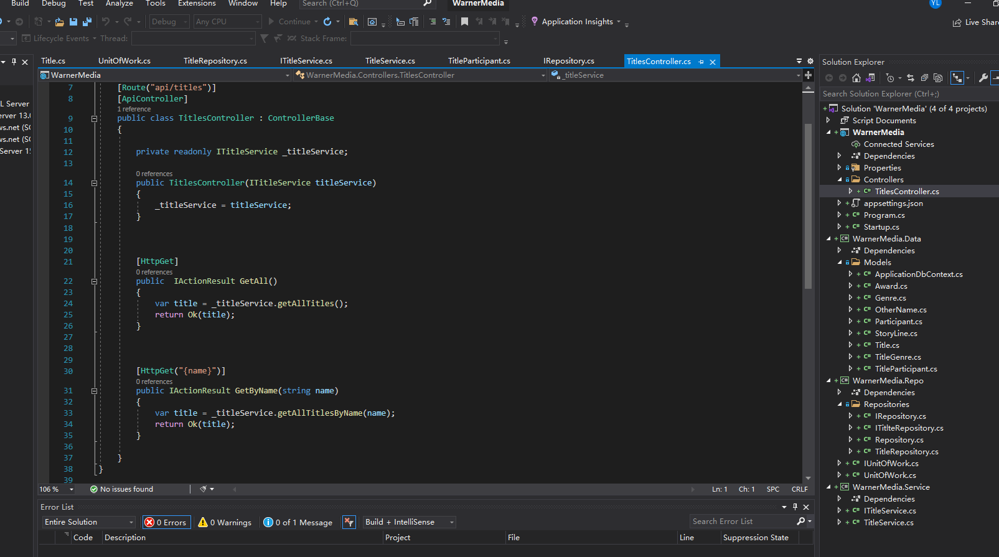 Build Debug Test Analyze Tools Extensions Window Help Search (Ctrl+Q) WarnerMedia YL
Debug Any CPU Continue Application Insights Live Share
Lifecycle Events Thread: Stack Frame:
Title.cs UnitOfWork.cs TitleRepository.cs ITitleService.cs TitleService.cs TitleParticipant.cs IRepository.cs TitlesController.cs
WarnerMedia WarnerMedia.Controllers.TitlesController _titleService
L Server
erver 13.
ws.net (S
ws.net (S
Server 1
7 [Route("api/titles")]
8 [ApiController]
1 reference
9 public class TitlesController : ControllerBase
10 {
11
12 private readonly ITitleService _titleService;
13
0 references
14 public TitlesController(ITitleService titleService)
15 {
16 _titleService = titleService;
17 }
18
19
20
21 [HttpGet]
0 references
22 public  IActionResult GetAll()
23 {
24 var title = _titleService.getAllTitles();
25 return Ok(title);
26 }
27
28
29
30 [HttpGet("{name}")]
0 references
31 public IActionResult GetByName(string name)
32 {
33 var title = _titleService.getAllTitlesByName(name);
34 return Ok(title);
35 }
36
37 }
38 }
39
106 % No issues found Ln: 1 Ch: 1 SPC CRLF
Error List
Entire Solution 0 Errors 0 Warnings 0 of 1 Message Build + IntelliSense Search Error List
Code Description Project File Line Suppression State
Solution Explorer
Search Solution Explorer (Ctrl+;)
Solution 'WarnerMedia' (4 of 4 projects)
Script Documents
WarnerMedia
Connected Services
Dependencies
Properties
Controllers
C# TitlesController.cs
appsettings.json
C# Program.cs
C# Startup.cs
C# WarnerMedia.Data
Dependencies
Models
C# ApplicationDbContext.cs
C# Award.cs
C# Genre.cs
C# OtherName.cs
C# Participant.cs
C# StoryLine.cs
C# Title.cs
C# TitleGenre.cs
C# TitleParticipant.cs
C# WarnerMedia.Repo
Dependencies
Repositories
C# IRepository.cs
C# ITitlteRepository.cs
C# Repository.cs
C# TitleRepository.cs
C# IUnitOfWork.cs
C# UnitOfWork.cs
C# WarnerMedia.Service
Dependencies
C# ITitleService.cs
C# TitleService.cs